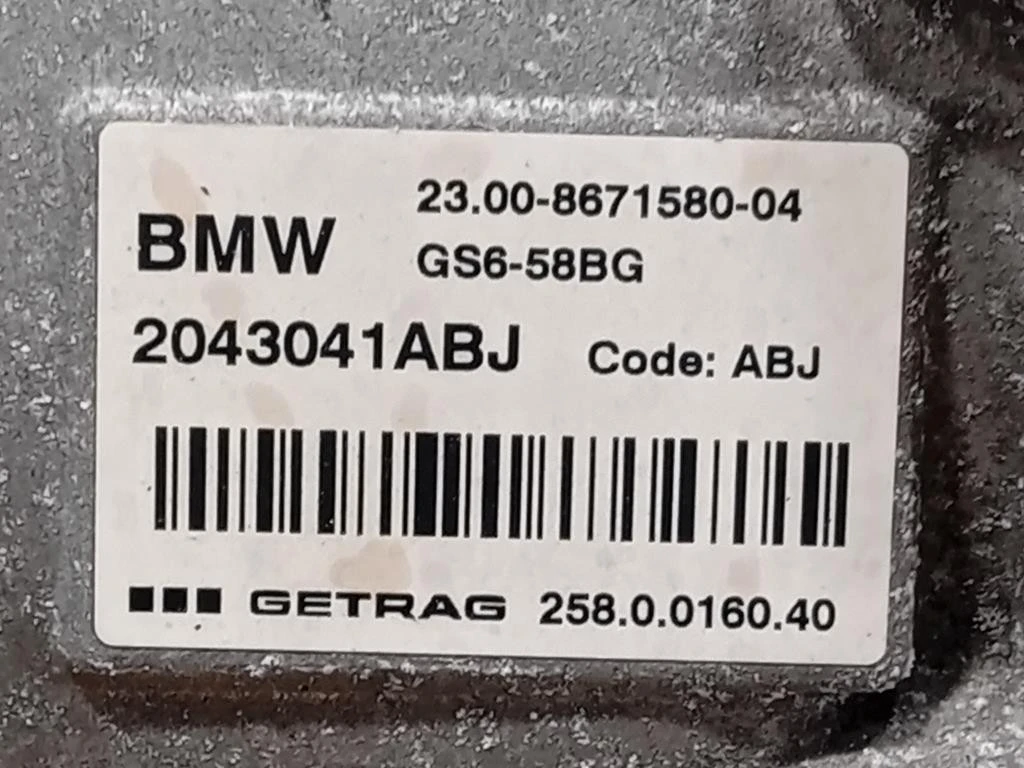 23.00-8671580-04
BMW GS6-58BG
2043041ABJ Code: ABJ
GETRAG 258.0.0160.40